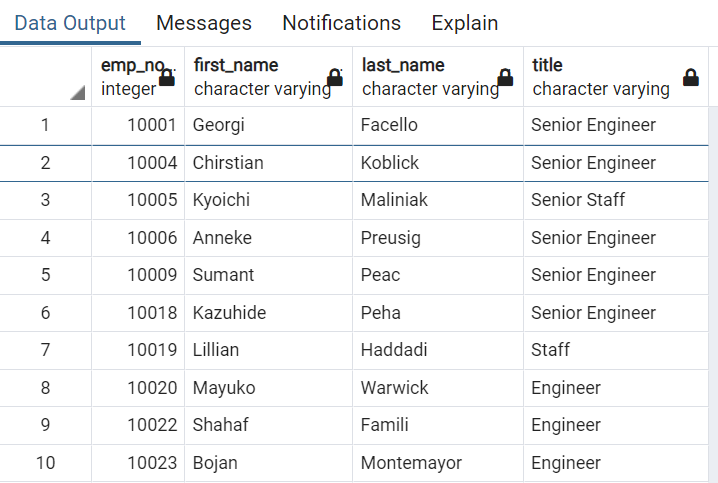 Data Output Messages Notifications Explain
emp_no.. first_name last_name title
integer character varying character varying character varying
1 10001 Georgi Facello Senior Engineer
2 10004 Chirstian Koblick Senior Engineer
3 10005 Kyoichi Maliniak Senior Staff
4 10006 Anneke Preusig Senior Engineer
5 10009 Sumant Peac Senior Engineer
6 10018 Kazuhide Peha Senior Engineer
7 10019 Lillian Haddadi Staff
8 10020 Mayuko Warwick Engineer
9 10022 Shahaf Famili Engineer
10 10023 Bojan Montemayor Engineer